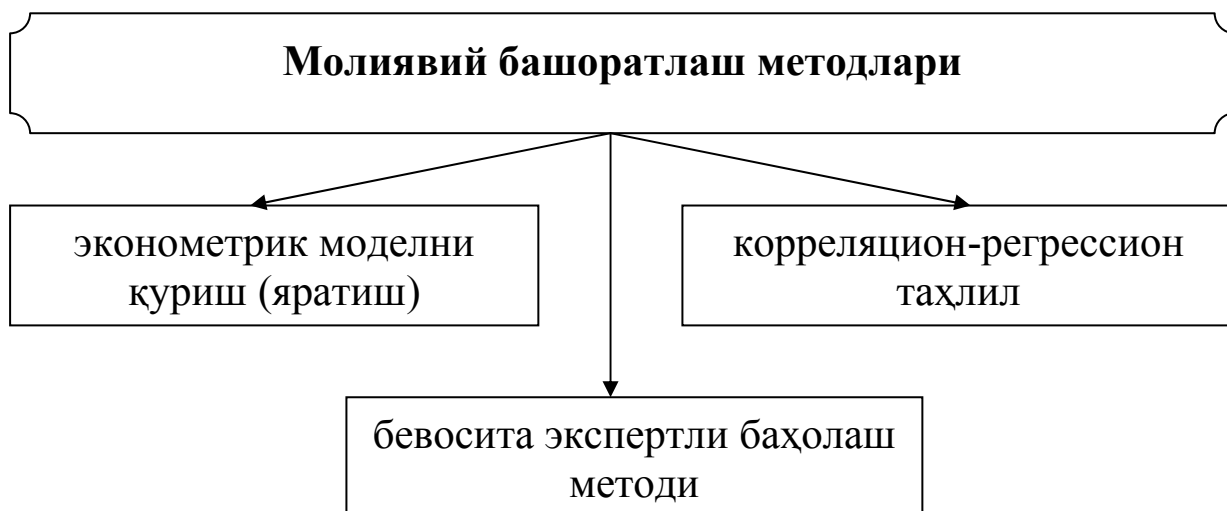 Молиявий башоратлаш методлари
эконометрик моделни
қуриш (яратиш)
корреляцион-регрессион
таҳлил
бевосита экспертли баҳолаш
методи